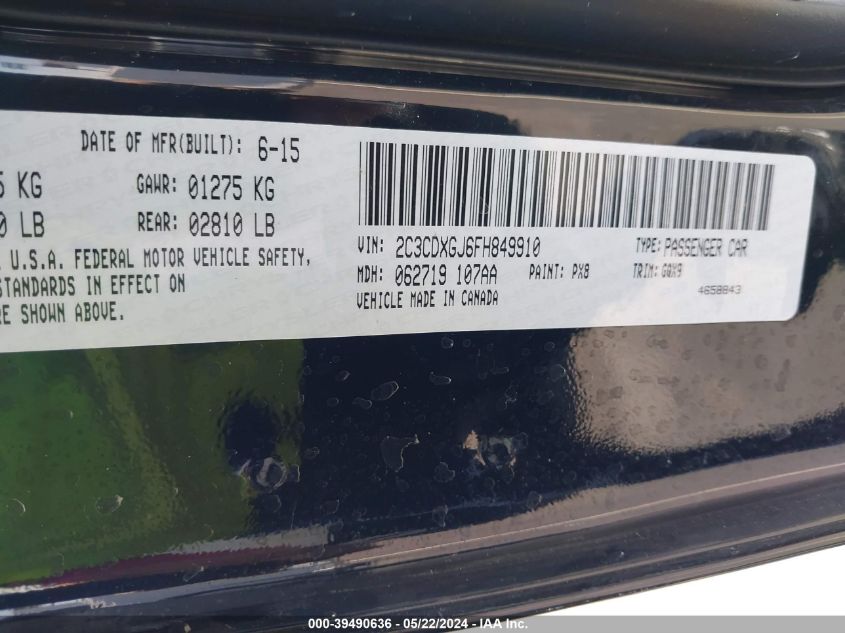 DATE OF MFR(BUILT): 6-15
KG GAWR: 01275 KG
LB REAR: 02810 LB
U.S.A. FEDERAL MOTOR VEHICLE SAFETY,
STANDARDS IN EFFECT ON
SHOWN ABOVE.
VIN: 2C3CDXGJ6FH849910 TYPE: PASSENGER CAR
MDH: 062719 107AA PAINT: PX8 TRIM: GQX9
VEHICLE MADE IN CANADA 4658843
000-39490636 - 05/22/2024 - IAA Inc.